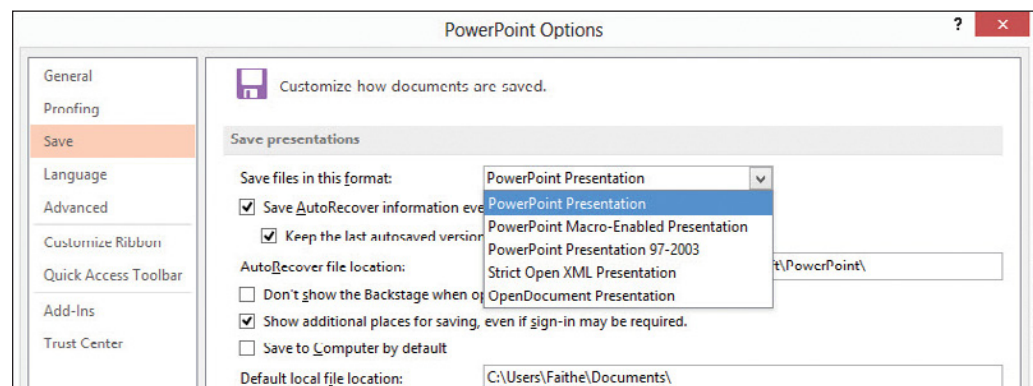 PowerPoint Options
?
×
General
Proofing
Save
Language
Advanced
Customize Ribbon
Quick Access Toolbar
Add-Ins
Trust Center
Customize how documents are saved.
Save presentations
Save files in this format:
PowerPoint Presentation
PowerPoint Presentation
PowerPoint Macro-Enabled Presentation
PowerPoint Presentation 97-2003
Strict Open XML Presentation
OpenDocument Presentation
Save AutoRecover information eve
Keep the last autosaved version
AutoRecover file location:
t\PowerPoint\
Don't show the Backstage when op
Show additional places for saving, even if sign-in may be required.
Save to Computer by default
Default local file location:
C:\Users\Faithe\Documents\